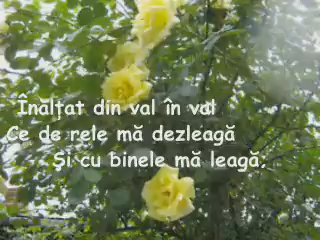 Înălțat din val în val
Ce de rele mă dezleagă
Și cu binele mă leagă;